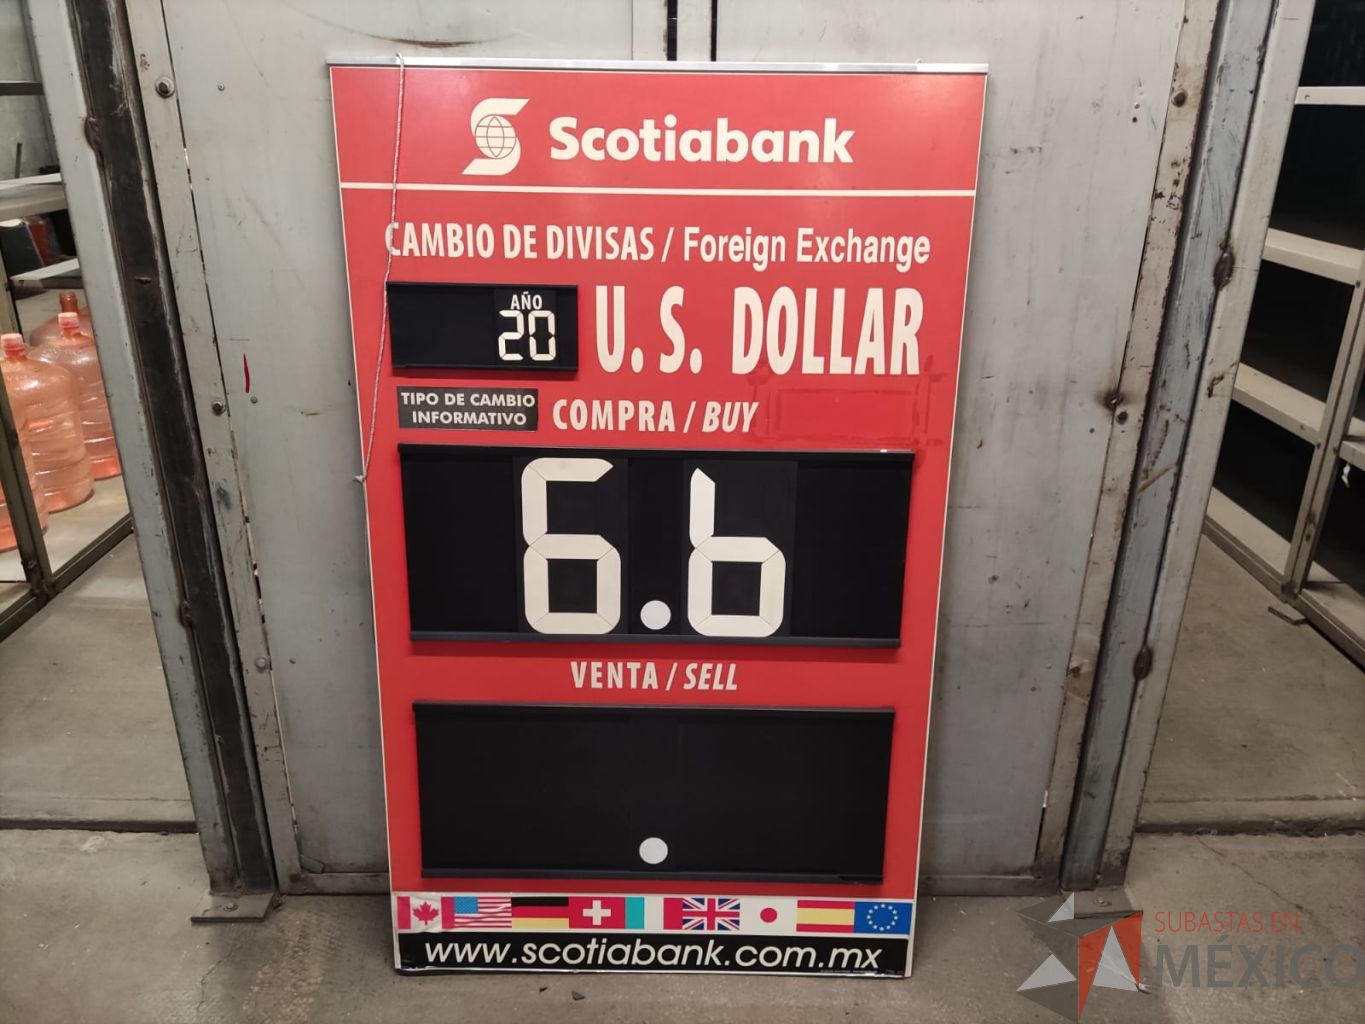 Scotiabank
CAMBIO DE DIVISAS / Foreign Exchange
AÑO
20
U. S. DOLLAR
TIPO DE CAMBIO
INFORMATIVO
COMPRA / BUY
6.6
VENTA / SELL
.
www.scotiabank.com.mx
SUBASTAS EN
MÉXICO